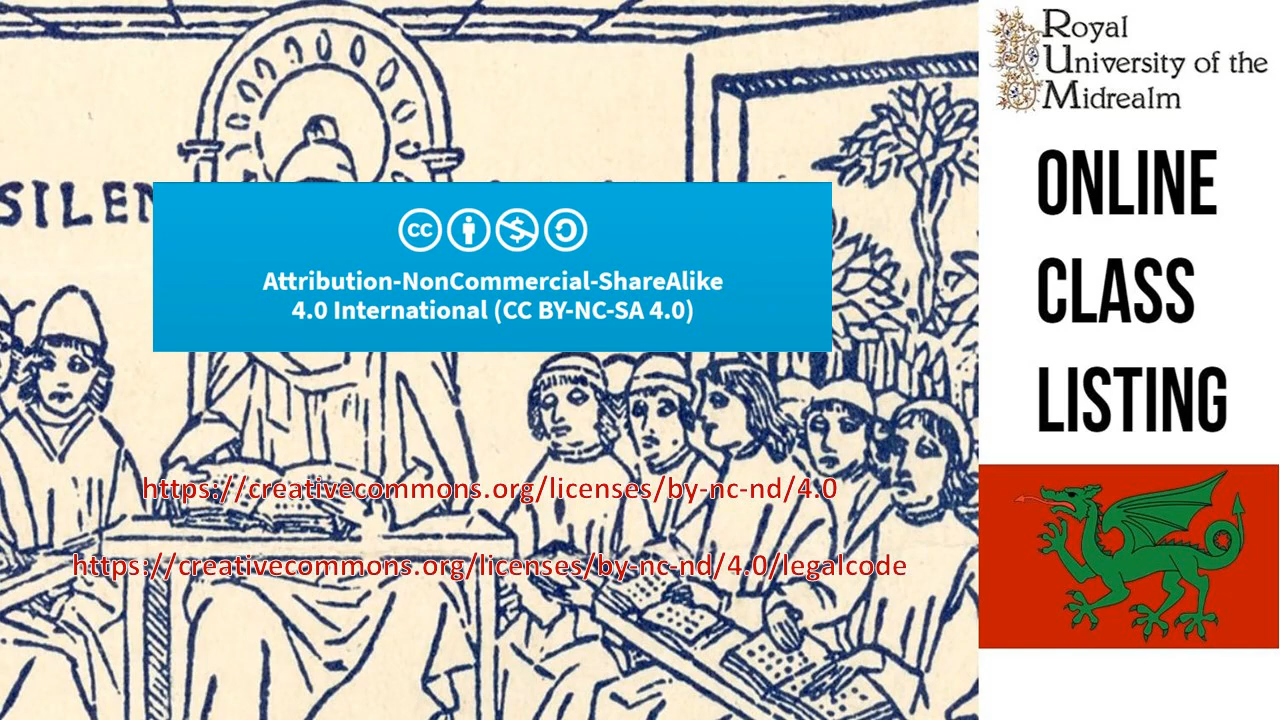 SILEN
cc
Attribution-NonCommercial-ShareAlike
4.0 International (CC BY-NC-SA 4.0)
https://creativecommons.org/licenses/by-nc-nd/4.0
https://creativecommons.org/licenses/by-nc-nd/4.0/legalcode
Royal
University of the
Midrealm
ONLINE
CLASS
LISTING